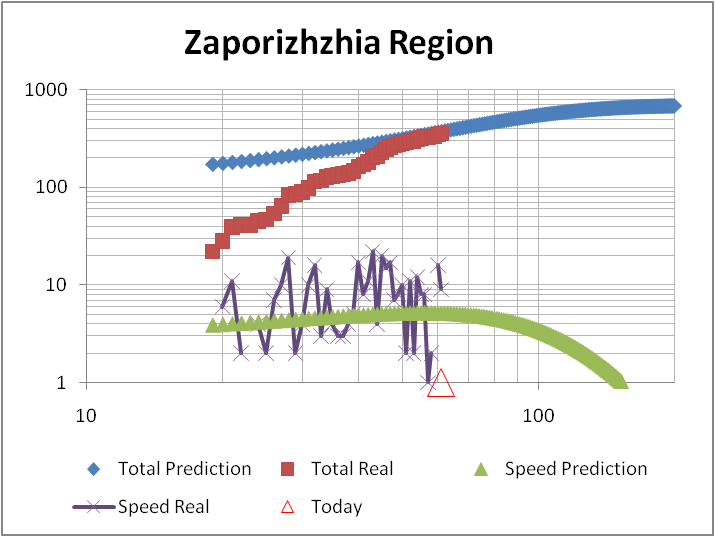 Zaporizhzhia Region
1000
100
10
1
10
100
Total Prediction
Total Real
Speed Prediction
Speed Real
Today